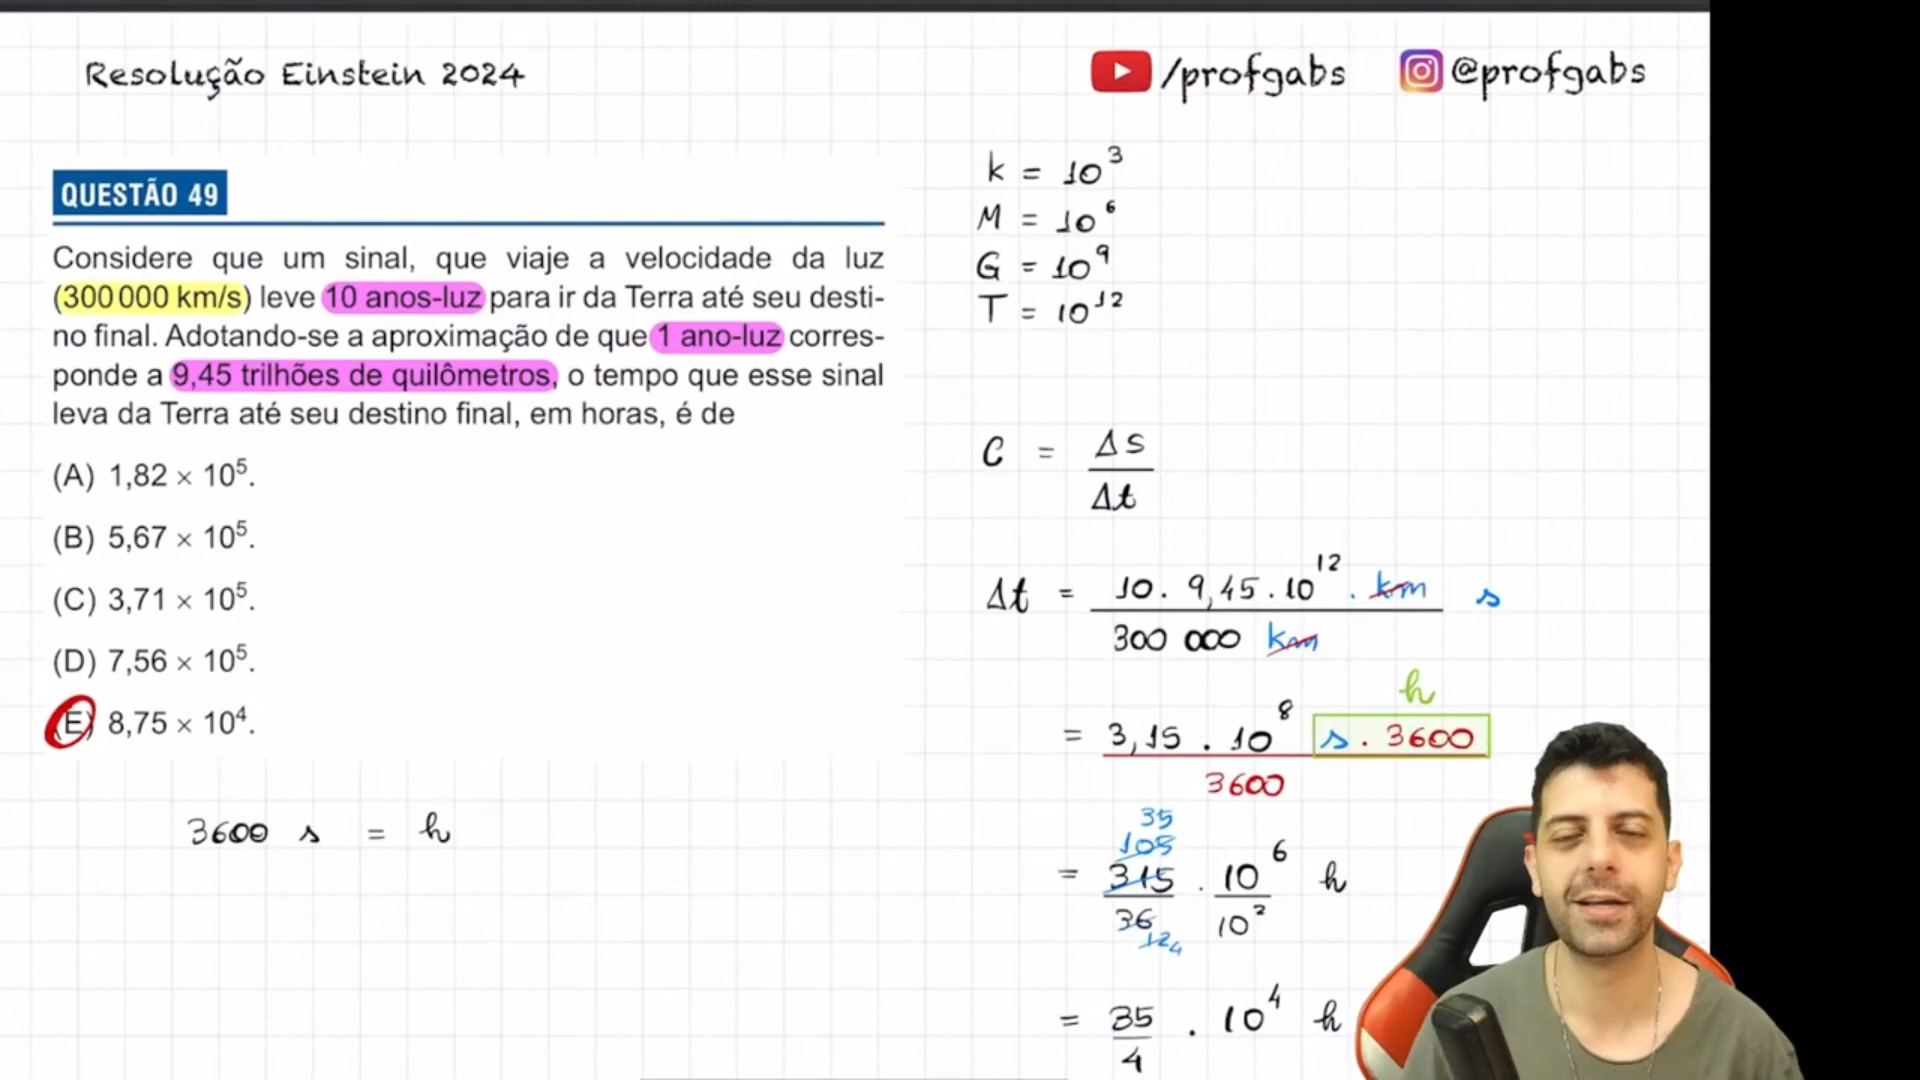 Resolução Einstein 2024
/profgabs @profgabs
QUESTÃO 49
Considere que um sinal, que viaje a velocidade da luz
(300 000 km/s) leve 10 anos-luz para ir da Terra até seu desti-
no final. Adotando-se a aproximação de que 1 ano-luz corres-
ponde a 9,45 trilhões de quilômetros, o tempo que esse sinal
leva da Terra até seu destino final, em horas, é de
(A) 1,82 × 10⁵.
(B) 5,67 × 10⁵.
(C) 3,71 × 10⁵.
(D) 7,56 × 10⁵.
(E) 8,75 × 10⁴.
3600 s = h
k = 10³
M = 10⁶
G = 10⁹
T = 10¹²
C = Δs
Δt
Δt = 10 . 9,45 . 10¹² . km s
300 000 km
h
= 3,15 . 10⁸ s . 3600
3600
35
105
= 315 . 10⁶ h
36 10²
12 4
= 35 . 10⁴ h
4